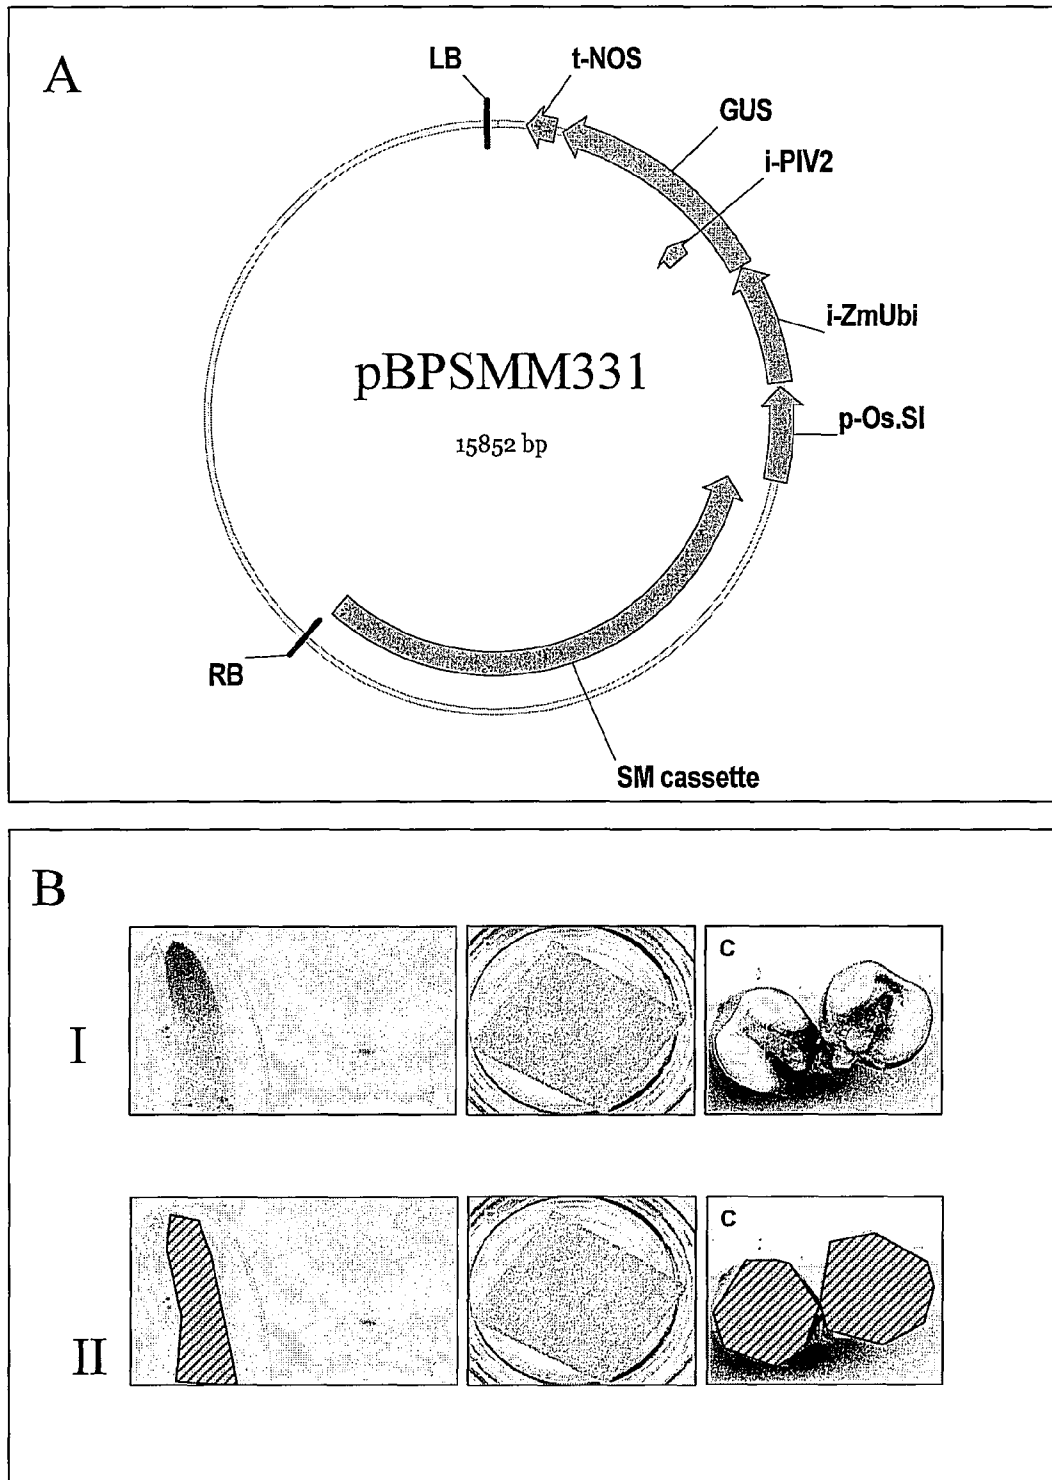 A
LB
t-NOS
GUS
i-PIV2
i-ZmUbi
pBPSMM331
15852 bp
p-Os.SI
RB
SM cassette
B
I
C
II
C